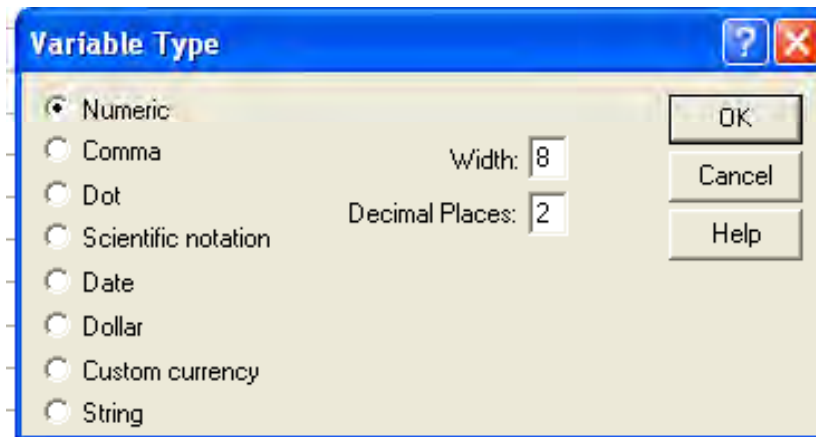 Variable Type
Numeric
Comma
Dot
Scientific notation
Date
Dollar
Custom currency
String
Width: 8
Decimal Places: 2
OK
Cancel
Help